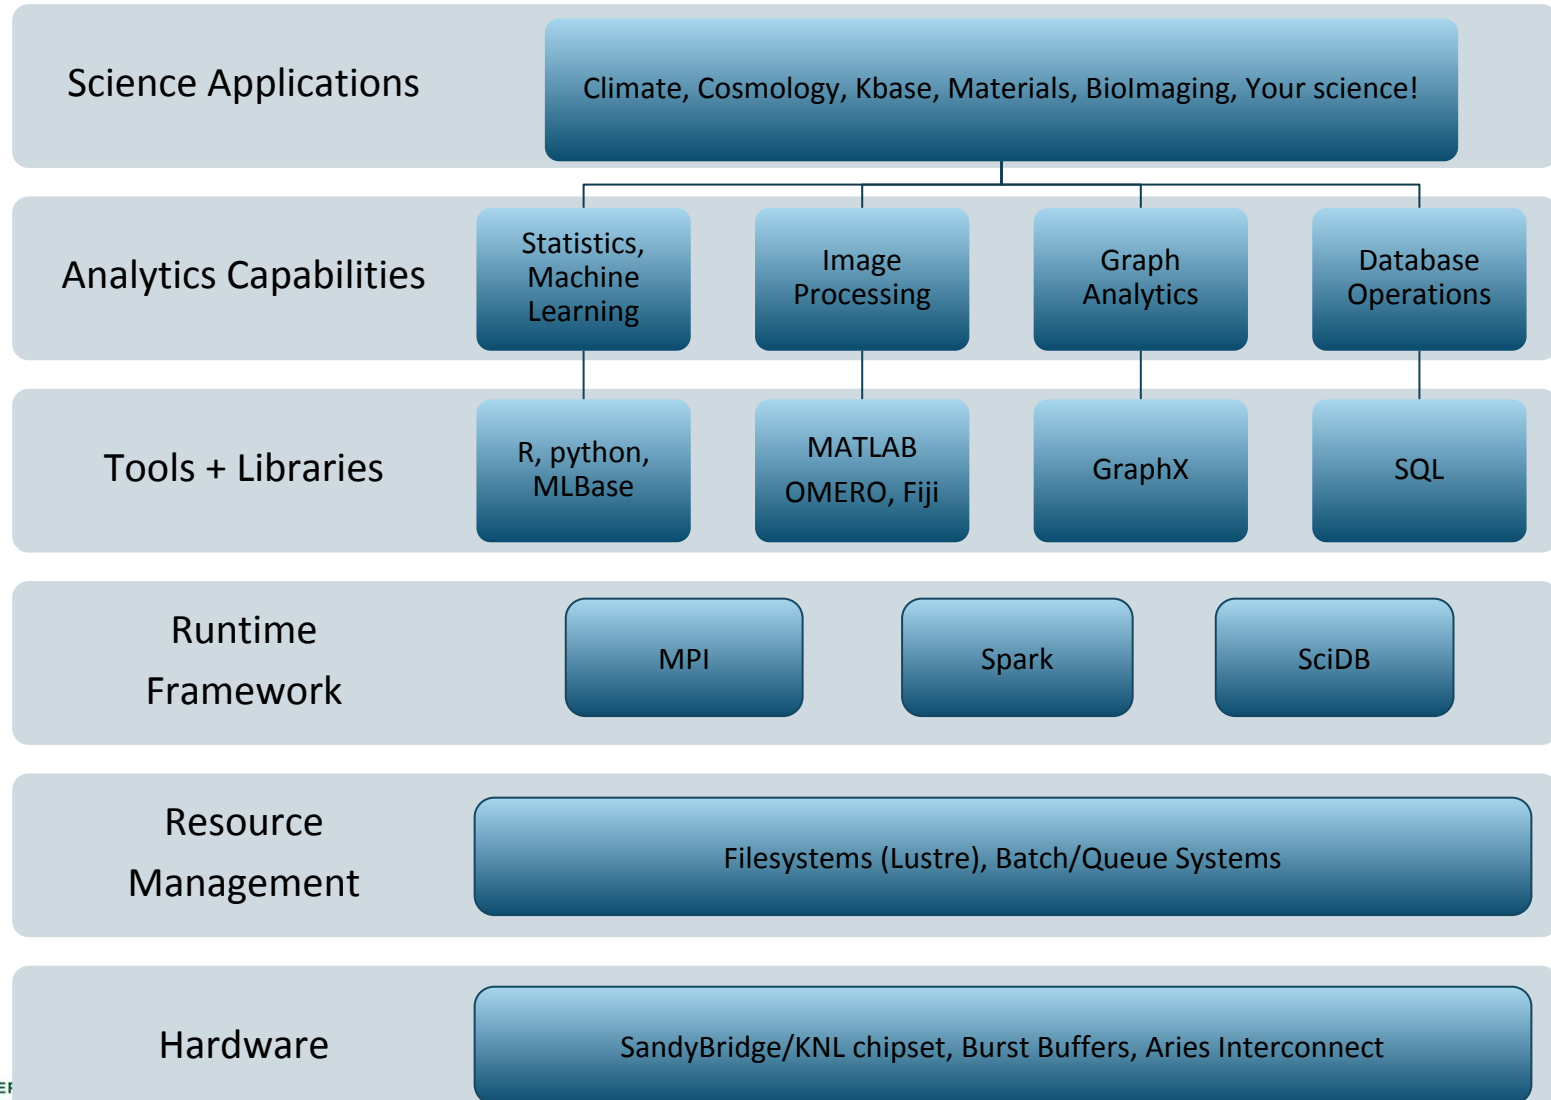 Science Applications
Climate, Cosmology, Kbase, Materials, BioImaging, Your science!
Analytics Capabilities
Statistics,
Machine
Learning
Image
Processing
Graph
Analytics
Database
Operations
Tools + Libraries
R, python,
MLBase
MATLAB
OMERO, Fiji
GraphX
SQL
Runtime
Framework
MPI
Spark
SciDB
Resource
Management
Filesystems (Lustre), Batch/Queue Systems
Hardware
SandyBridge/KNL chipset, Burst Buffers, Aries Interconnect